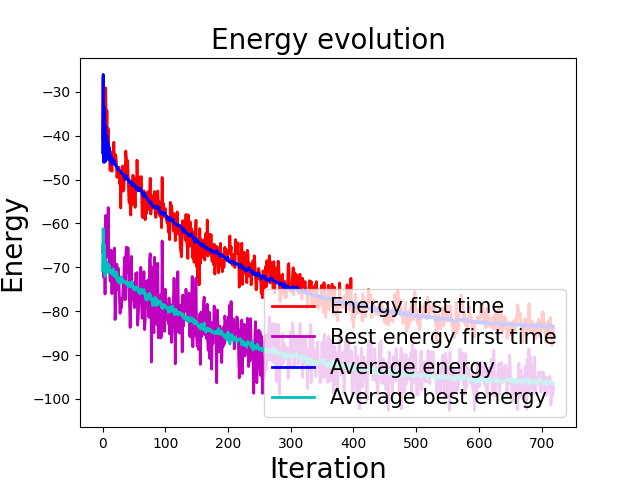 Energy evolution
−30
−40
−50
−60
−70
−80
−90
−100
Energy
Energy first time
Best energy first time
Average energy
Average best energy
0 100 200 300 400 500 600 700
Iteration